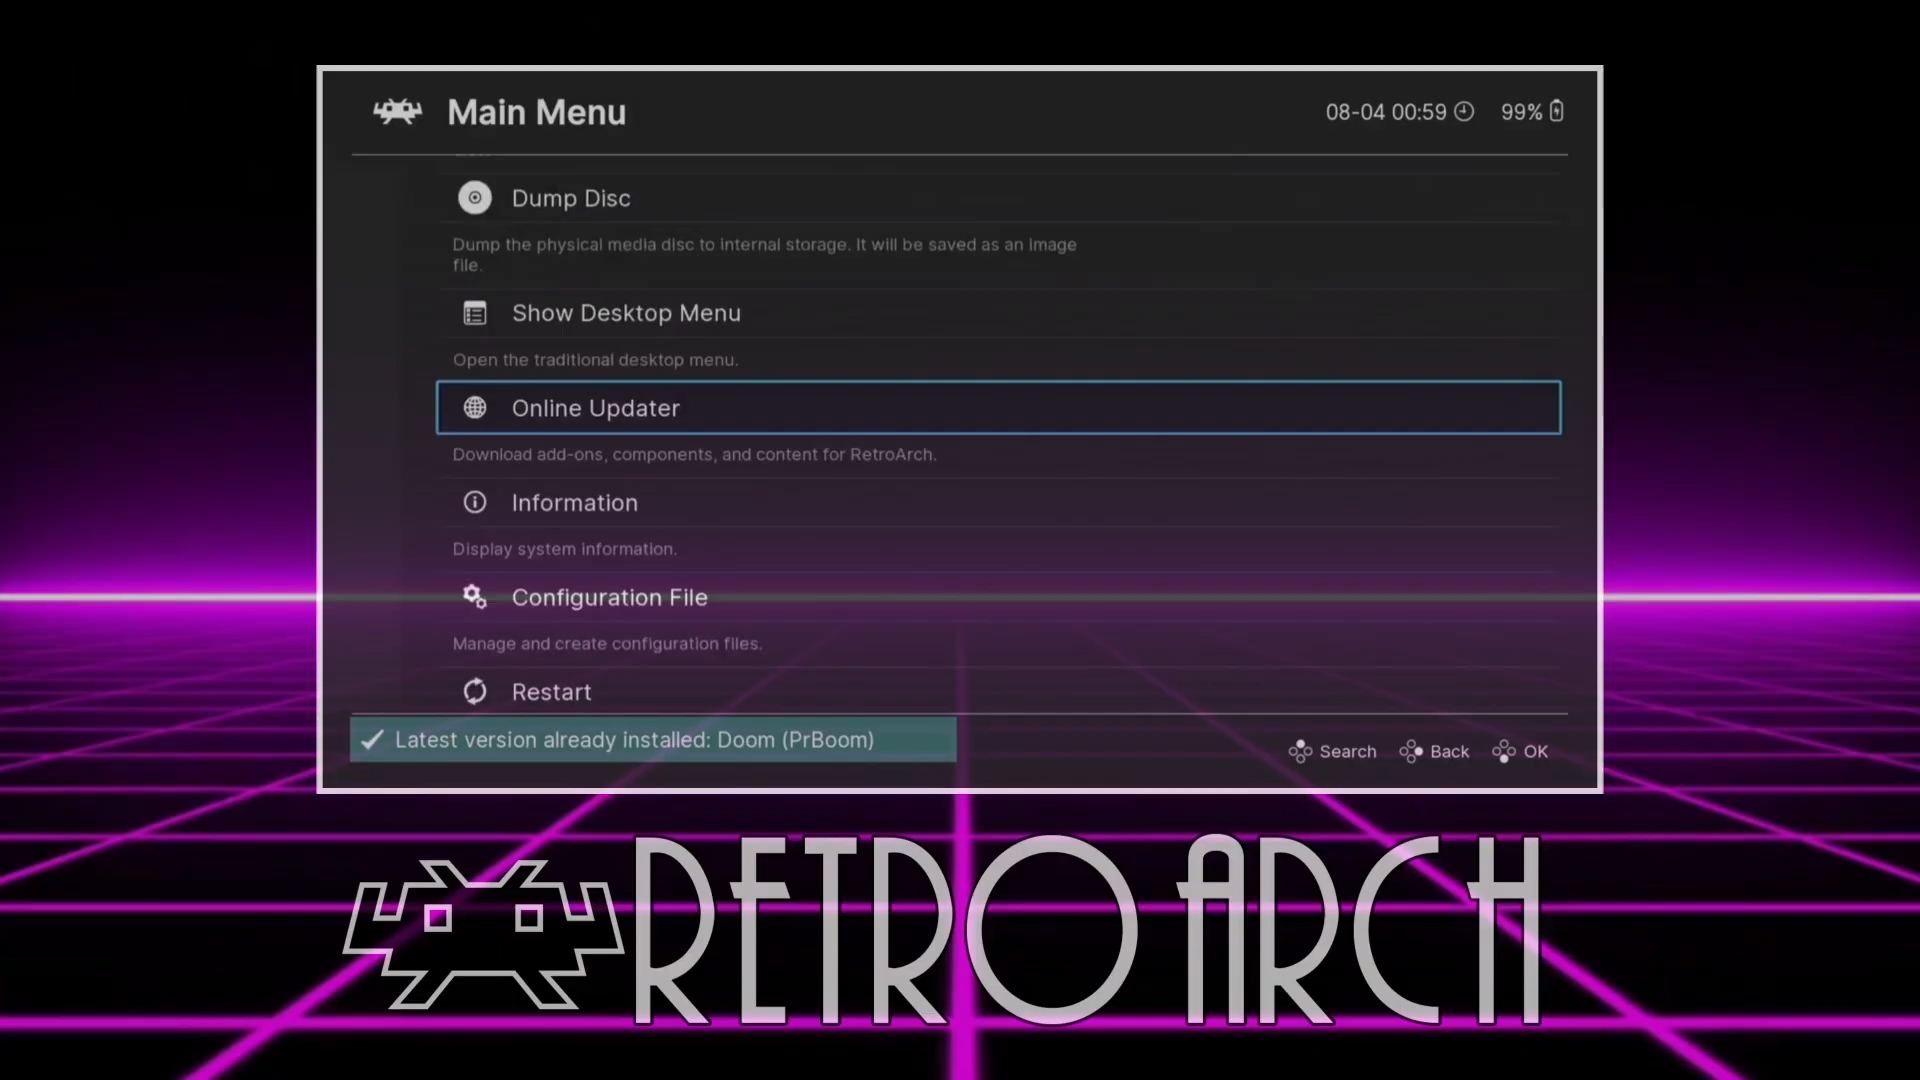 Main Menu
08-04 00:59
99%
Dump Disc
Dump the physical media disc to internal storage. It will be saved as an image
file.
Show Desktop Menu
Open the traditional desktop menu.
Online Updater
Download add-ons, components, and content for RetroArch.
Information
Display system information.
Configuration File
Manage and create configuration files.
Restart
Latest version already installed: Doom (PrBoom)
Search
Back
OK
RETRO ARCH